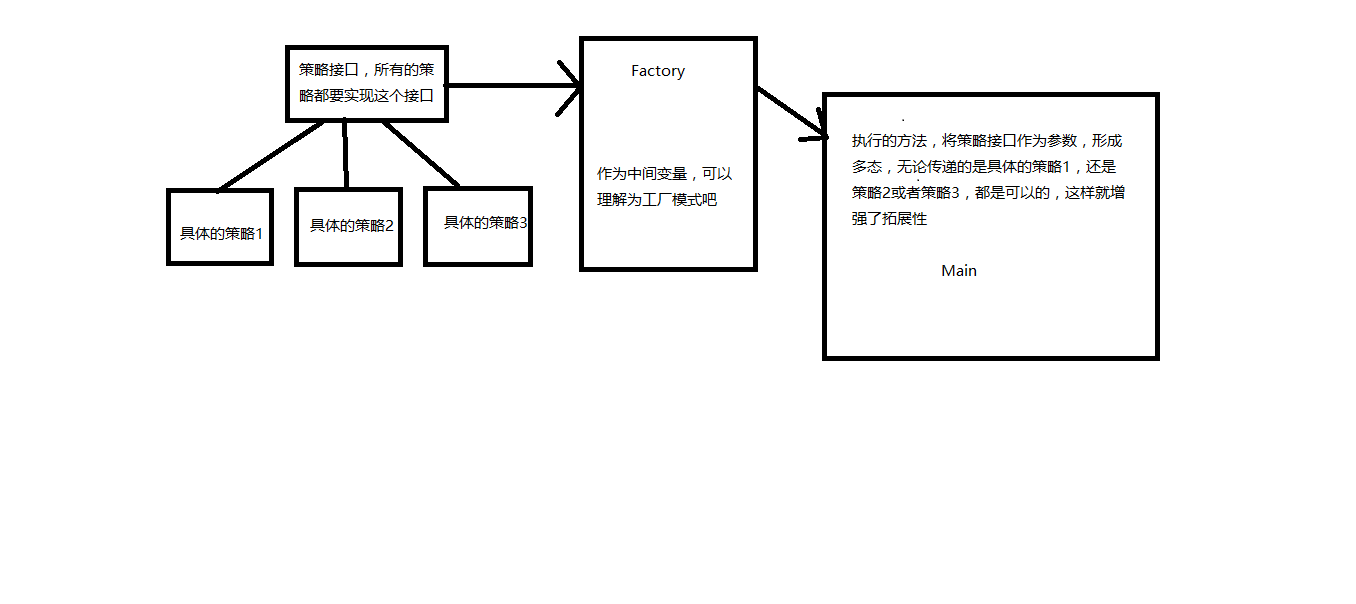 策略接口，所有的策
略都要实现这个接口
具体的策略1
具体的策略2
具体的策略3
Factory
作为中间变量，可以
理解为工厂模式吧
执行的方法，将策略接口作为参数，形成
多态，无论传递的是具体的策略1，还是
策略2或者策略3，都是可以的，这样就增
强了拓展性
Main